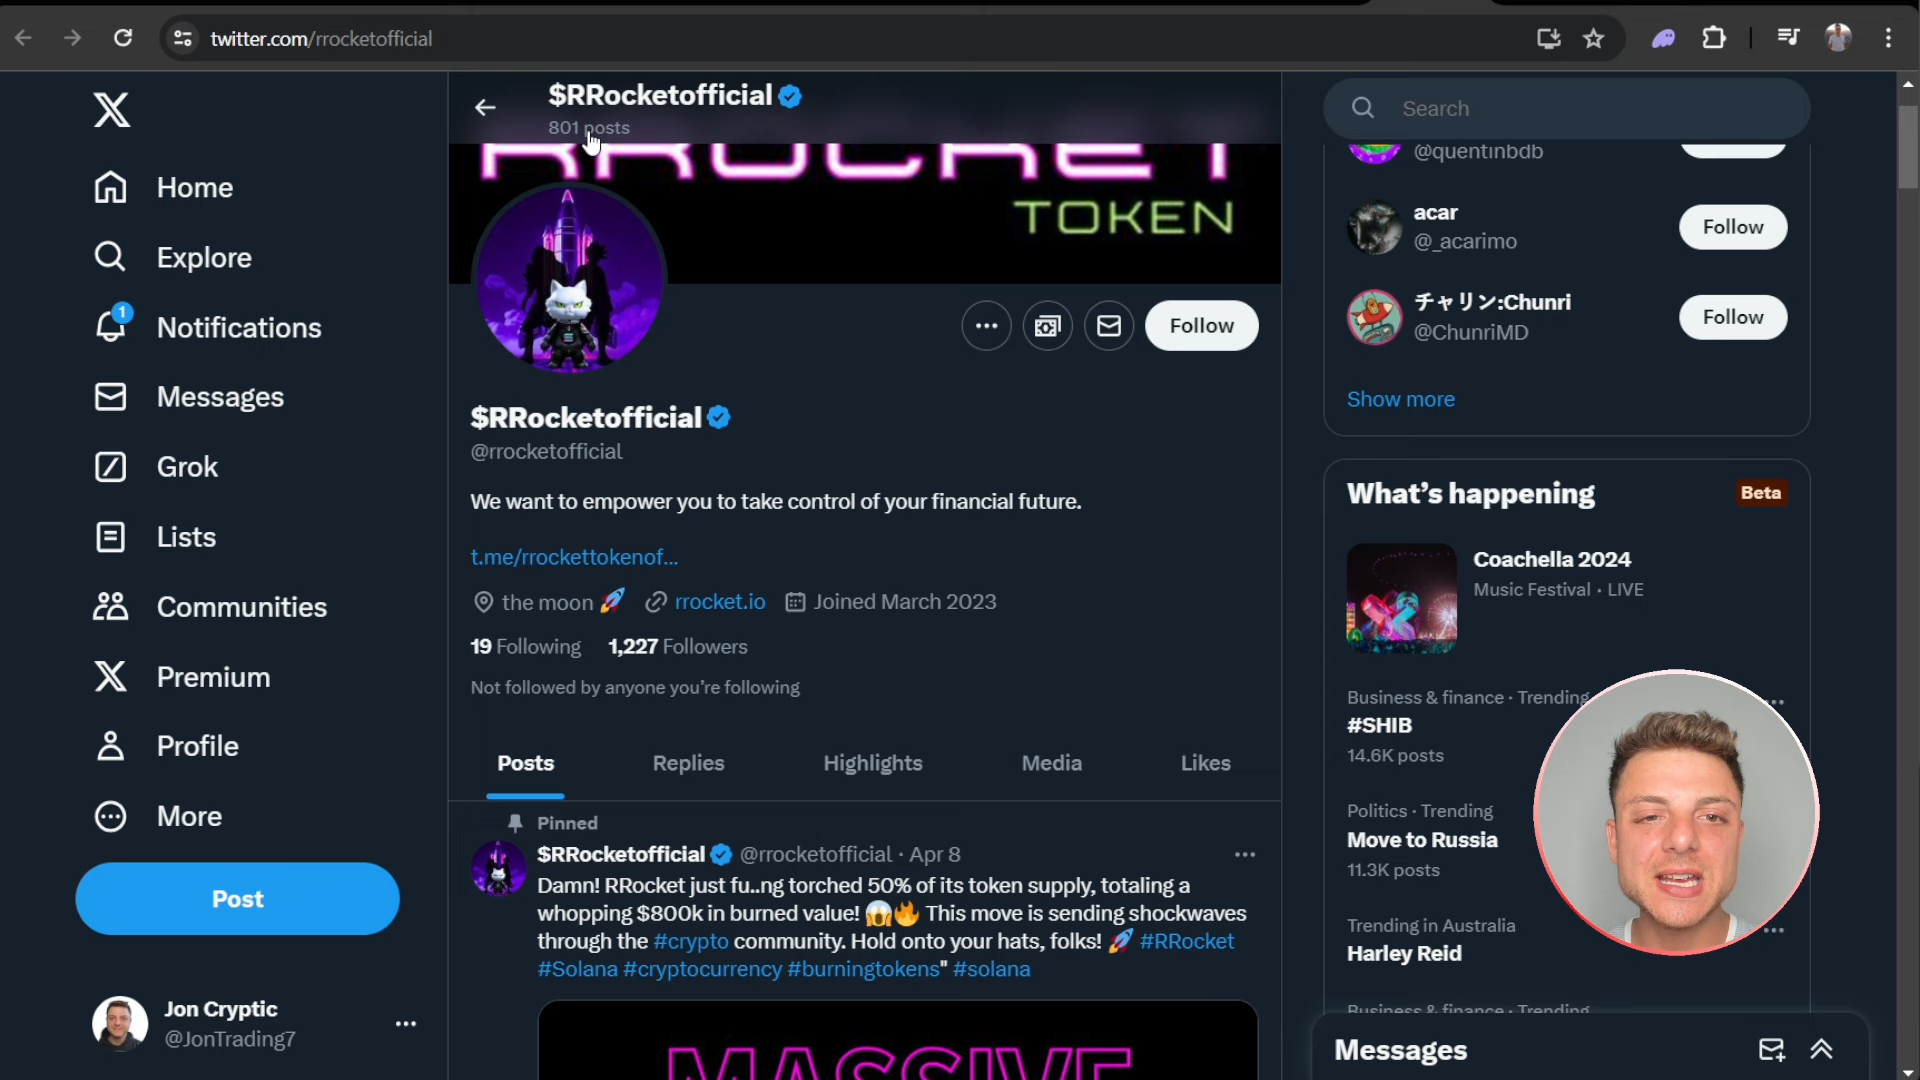 twitter.com/rrocketofficial
$RRocketofficial
801 posts
RROCKET
TOKEN
Home
Explore
1
Notifications
Messages
Grok
Lists
Communities
Premium
Profile
More
Post
Jon Cryptic
@JonTrading7
Follow
$RRocketofficial
@rrocketofficial
We want to empower you to take control of your financial future.
t.me/rrockettokenof...
the moon 🚀 rrocket.io Joined March 2023
19 Following 1,227 Followers
Not followed by anyone you're following
Posts Replies Highlights Media Likes
Pinned
$RRocketofficial @rrocketofficial · Apr 8
Damn! RRocket just fu..ng torched 50% of its token supply, totaling a
whopping $800k in burned value! 😱🔥 This move is sending shockwaves
through the #crypto community. Hold onto your hats, folks! 🚀 #RRocket
#Solana #cryptocurrency #burningtokens" #solana
MASSIVE
Search
@quentinbdb
acar
@_acarimo
Follow
チャリン:Chunri
@ChunriMD
Follow
Show more
What's happening
Beta
Coachella 2024
Music Festival · LIVE
Business & finance · Trending
#SHIB
14.6K posts
Politics · Trending
Move to Russia
11.3K posts
Trending in Australia
Harley Reid
Business & finance · Trending
Messages